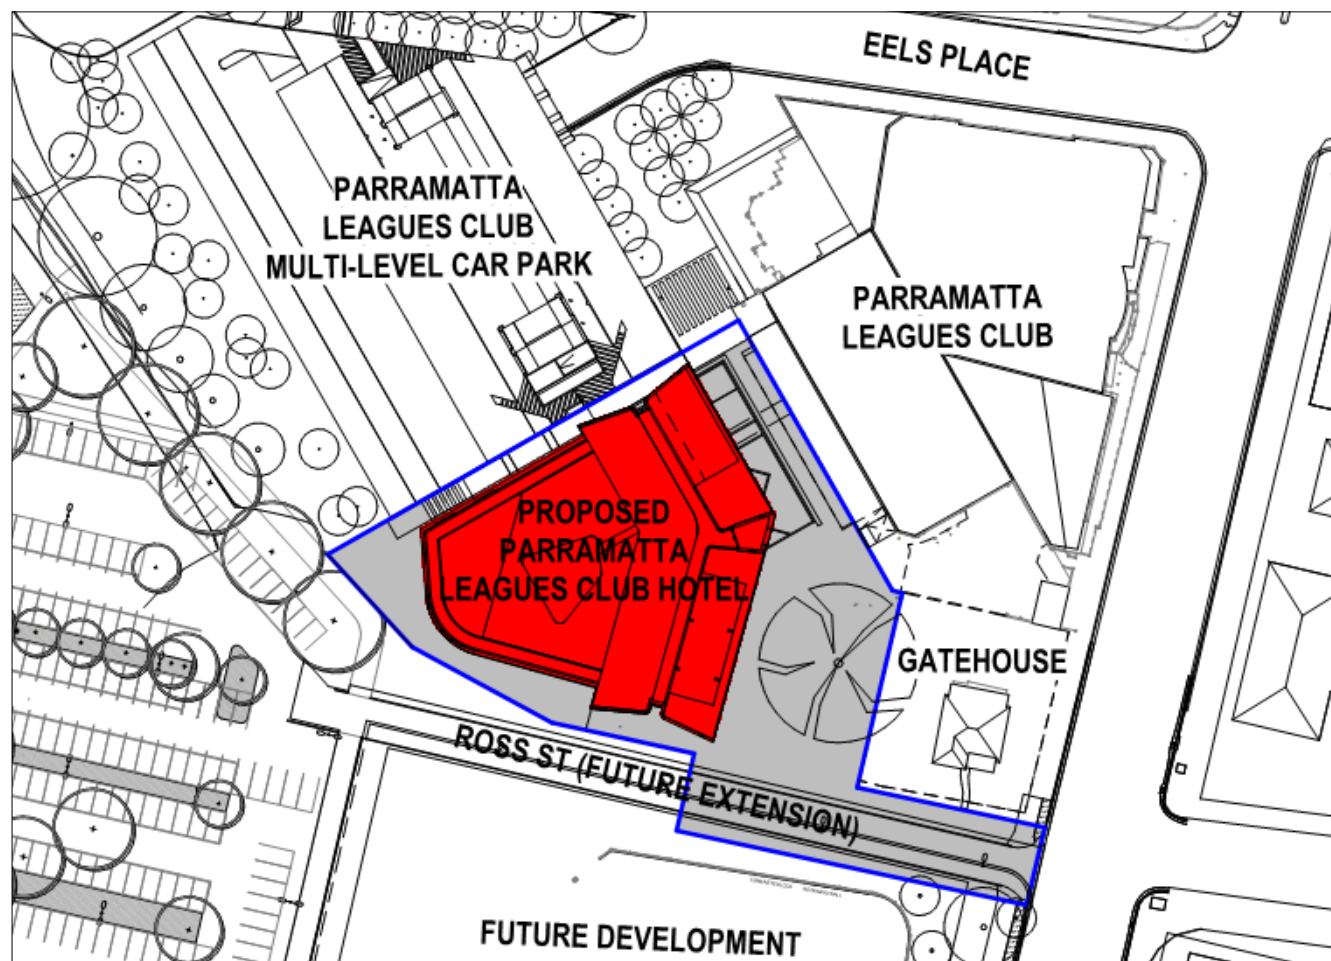 EELS PLACE
PARRAMATTA
LEAGUES CLUB
MULTI-LEVEL CAR PARK
PARRAMATTA
LEAGUES CLUB
PROPOSED
PARRAMATTA
LEAGUES CLUB HOTEL
GATEHOUSE
ROSS ST (FUTURE EXTENSION)
FUTURE DEVELOPMENT